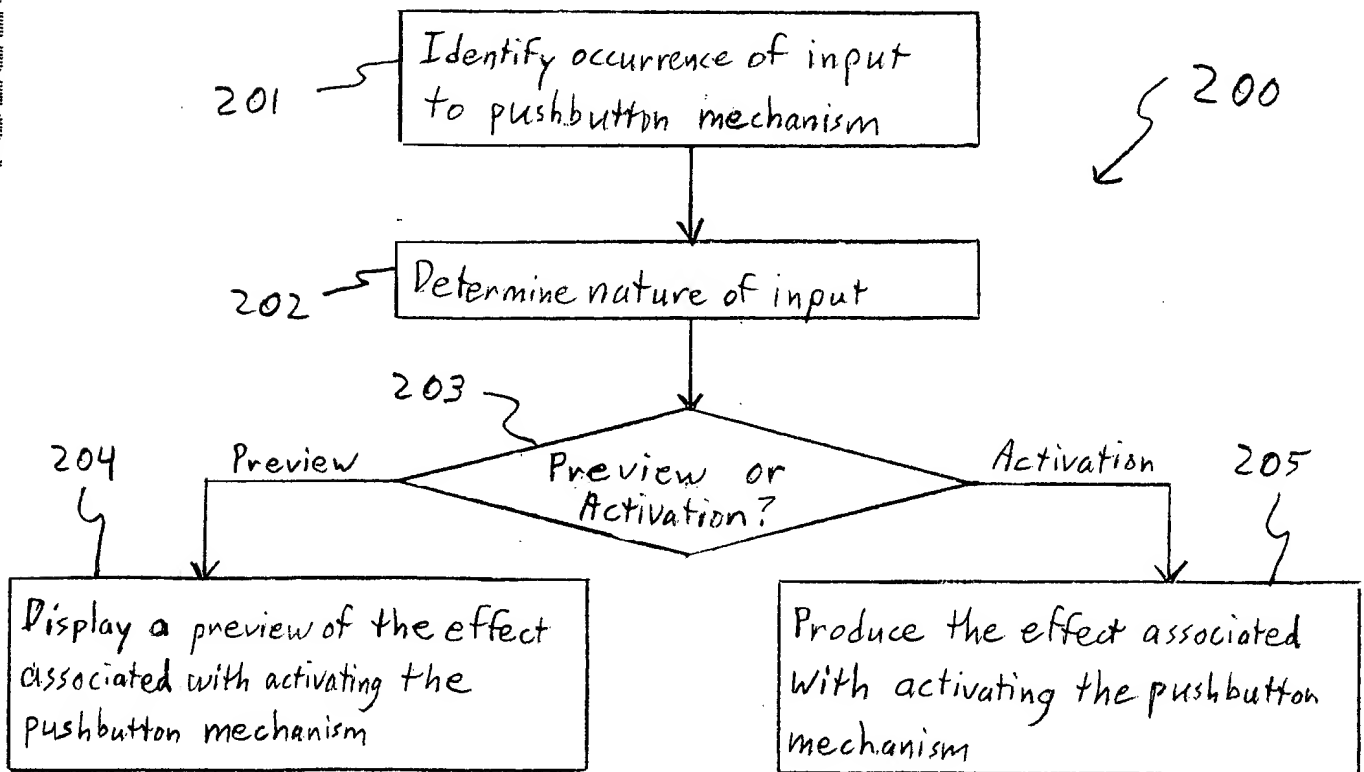 Identify occurrence of input
to pushbutton mechanism
201
200
Determine nature of input
202
203
Preview or
Activation?
Preview
Activation
204
205
Display a preview of the effect
associated with activating the
pushbutton mechanism
Produce the effect associated
with activating the pushbutton
mechanism